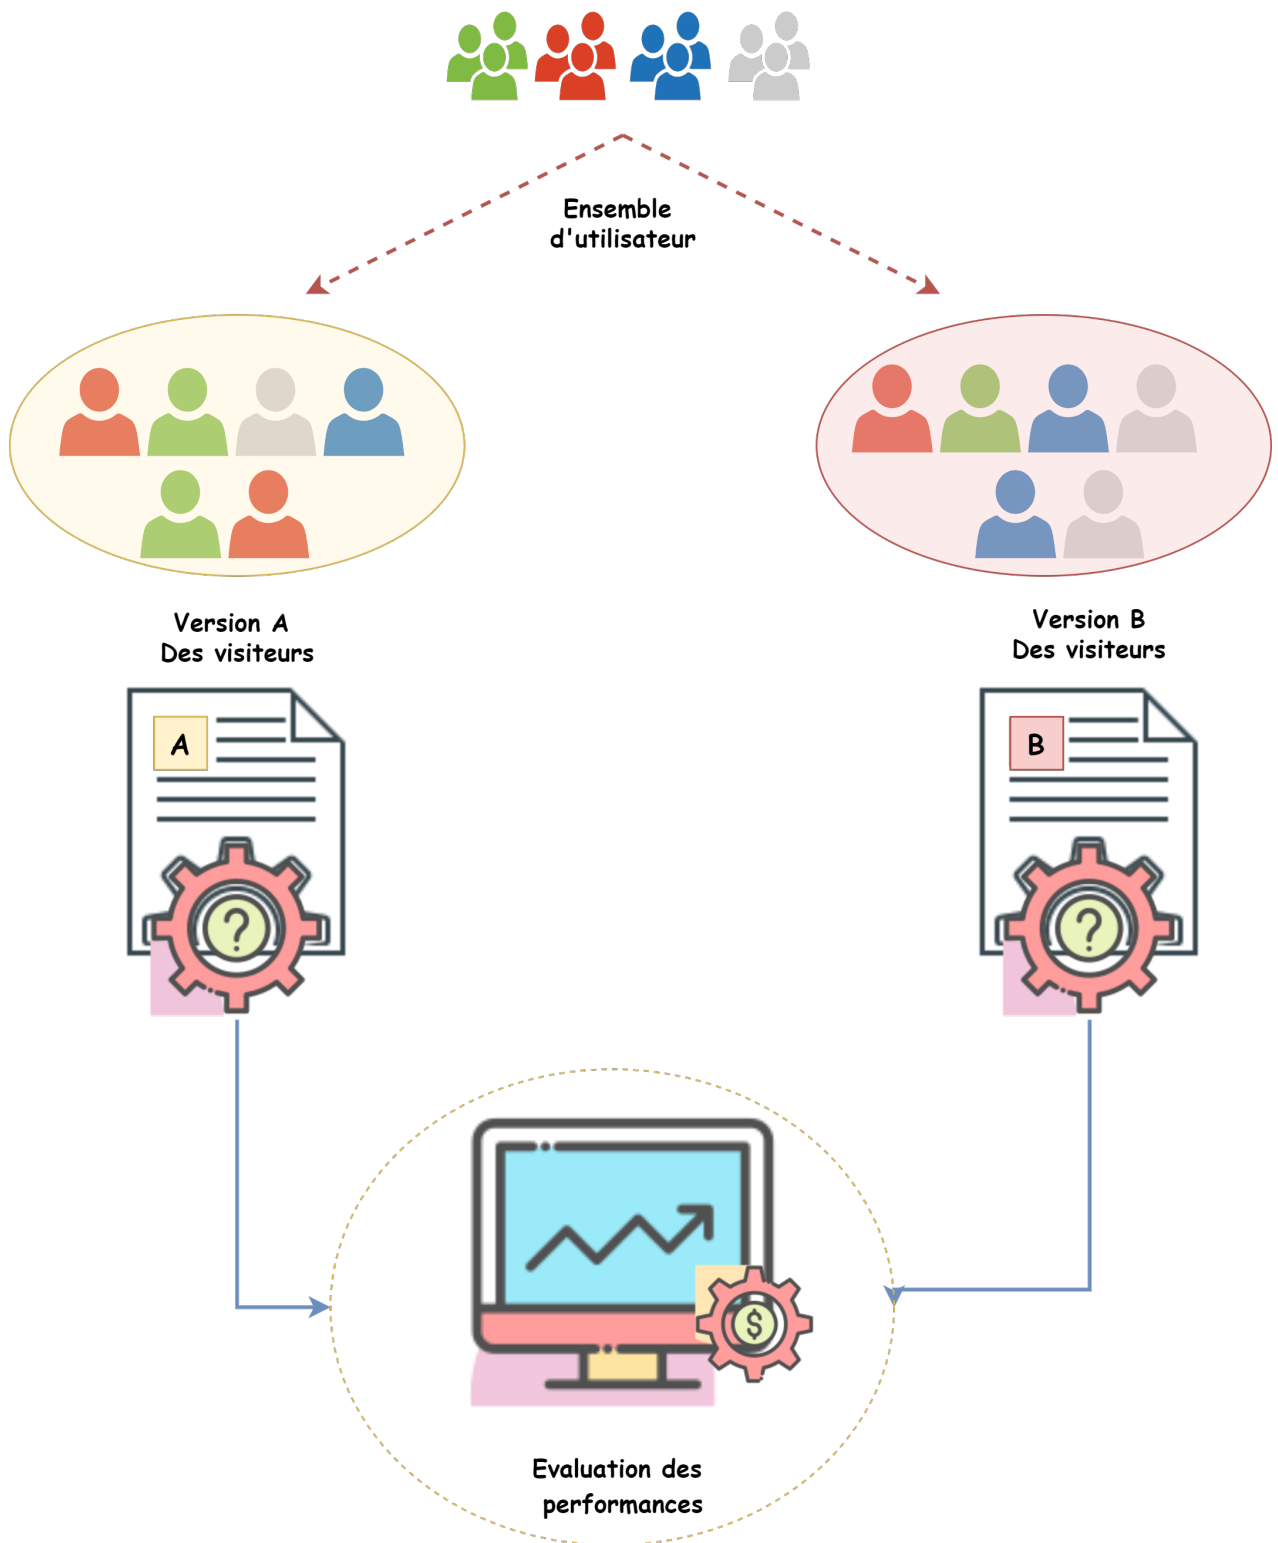 Ensemble
d'utilisateur
Version A
Des visiteurs
Version B
Des visiteurs
A
B
?
?
$
Evaluation des
performances